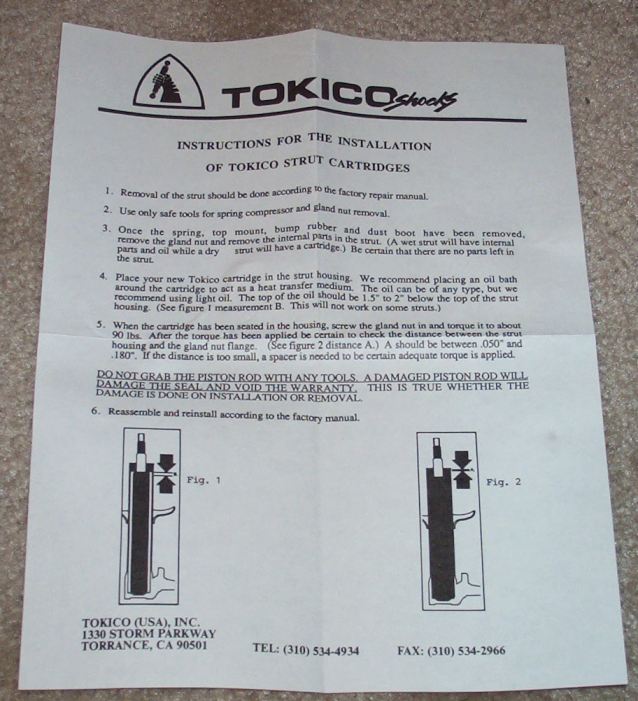 TOKICO Shocks
INSTRUCTIONS FOR THE INSTALLATION
OF TOKICO STRUT CARTRIDGES
1. Removal of the strut should be done according to the factory repair manual.
2. Use only safe tools for spring compressor and gland nut removal.
3. Once the spring, top mount, bump rubber and dust boot have been removed,
remove the gland nut and remove the internal parts in the strut. (A wet strut will have internal
parts and oil while a dry strut will have a cartridge.) Be certain that there are no parts left in
the strut.
4. Place your new Tokico cartridge in the strut housing. We recommend placing an oil bath
around the cartridge to act as a heat transfer medium. The oil can be of any type, but we
recommend using light oil. The top of the oil should be 1.5" to 2" below the top of the strut
housing. (See figure 1 measurement B. This will not work on some struts.)
5. When the cartridge has been seated in the housing, screw the gland nut in and torque it to about
90 lbs. After the torque has been applied be certain to check the distance between the strut
housing and the gland nut flange. (See figure 2 distance A.) A should be between .050" and
.180". If the distance is too small, a spacer is needed to be certain adequate torque is applied.
DO NOT GRAB THE PISTON ROD WITH ANY TOOLS. A DAMAGED PISTON ROD WILL
DAMAGE THE SEAL AND VOID THE WARRANTY. THIS IS TRUE WHETHER THE
DAMAGE IS DONE ON INSTALLATION OR REMOVAL.
6. Reassemble and reinstall according to the factory manual.
Fig. 1
Fig. 2
TOKICO (USA), INC.
1330 STORM PARKWAY
TORRANCE, CA 90501
TEL: (310) 534-4934
FAX: (310) 534-2966